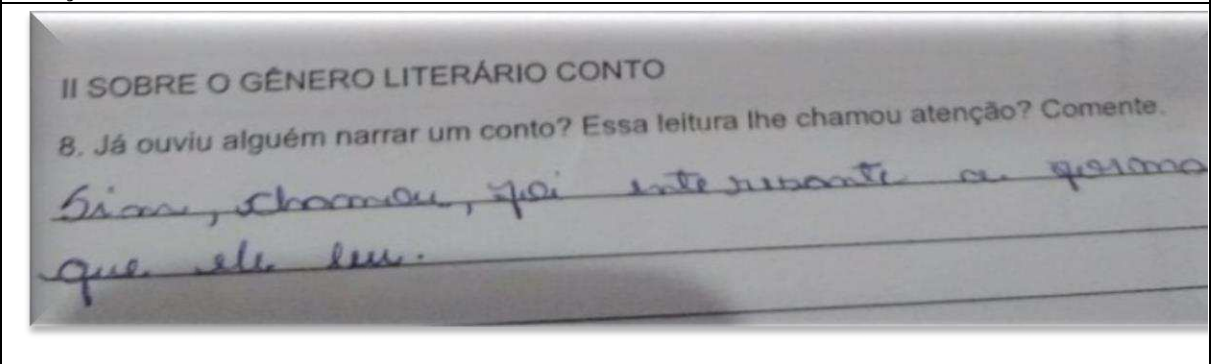 II SOBRE O GÊNERO LITERÁRIO CONTO
8. Já ouviu alguém narrar um conto? Essa leitura lhe chamou atenção? Comente.
Sim, chamou, foi interesante a forma
que ele leu.